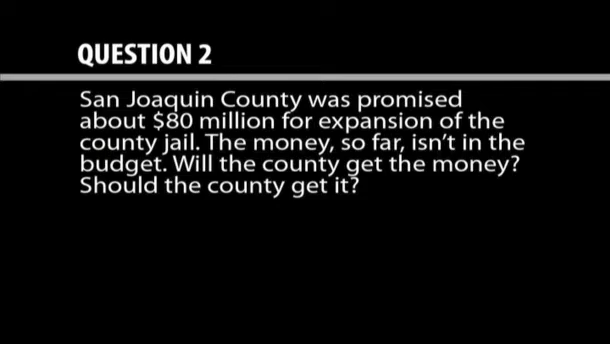 QUESTION 2
San Joaquin County was promised
about $80 million for expansion of the
county jail. The money, so far, isn't in the
budget. Will the county get the money?
Should the county get it?